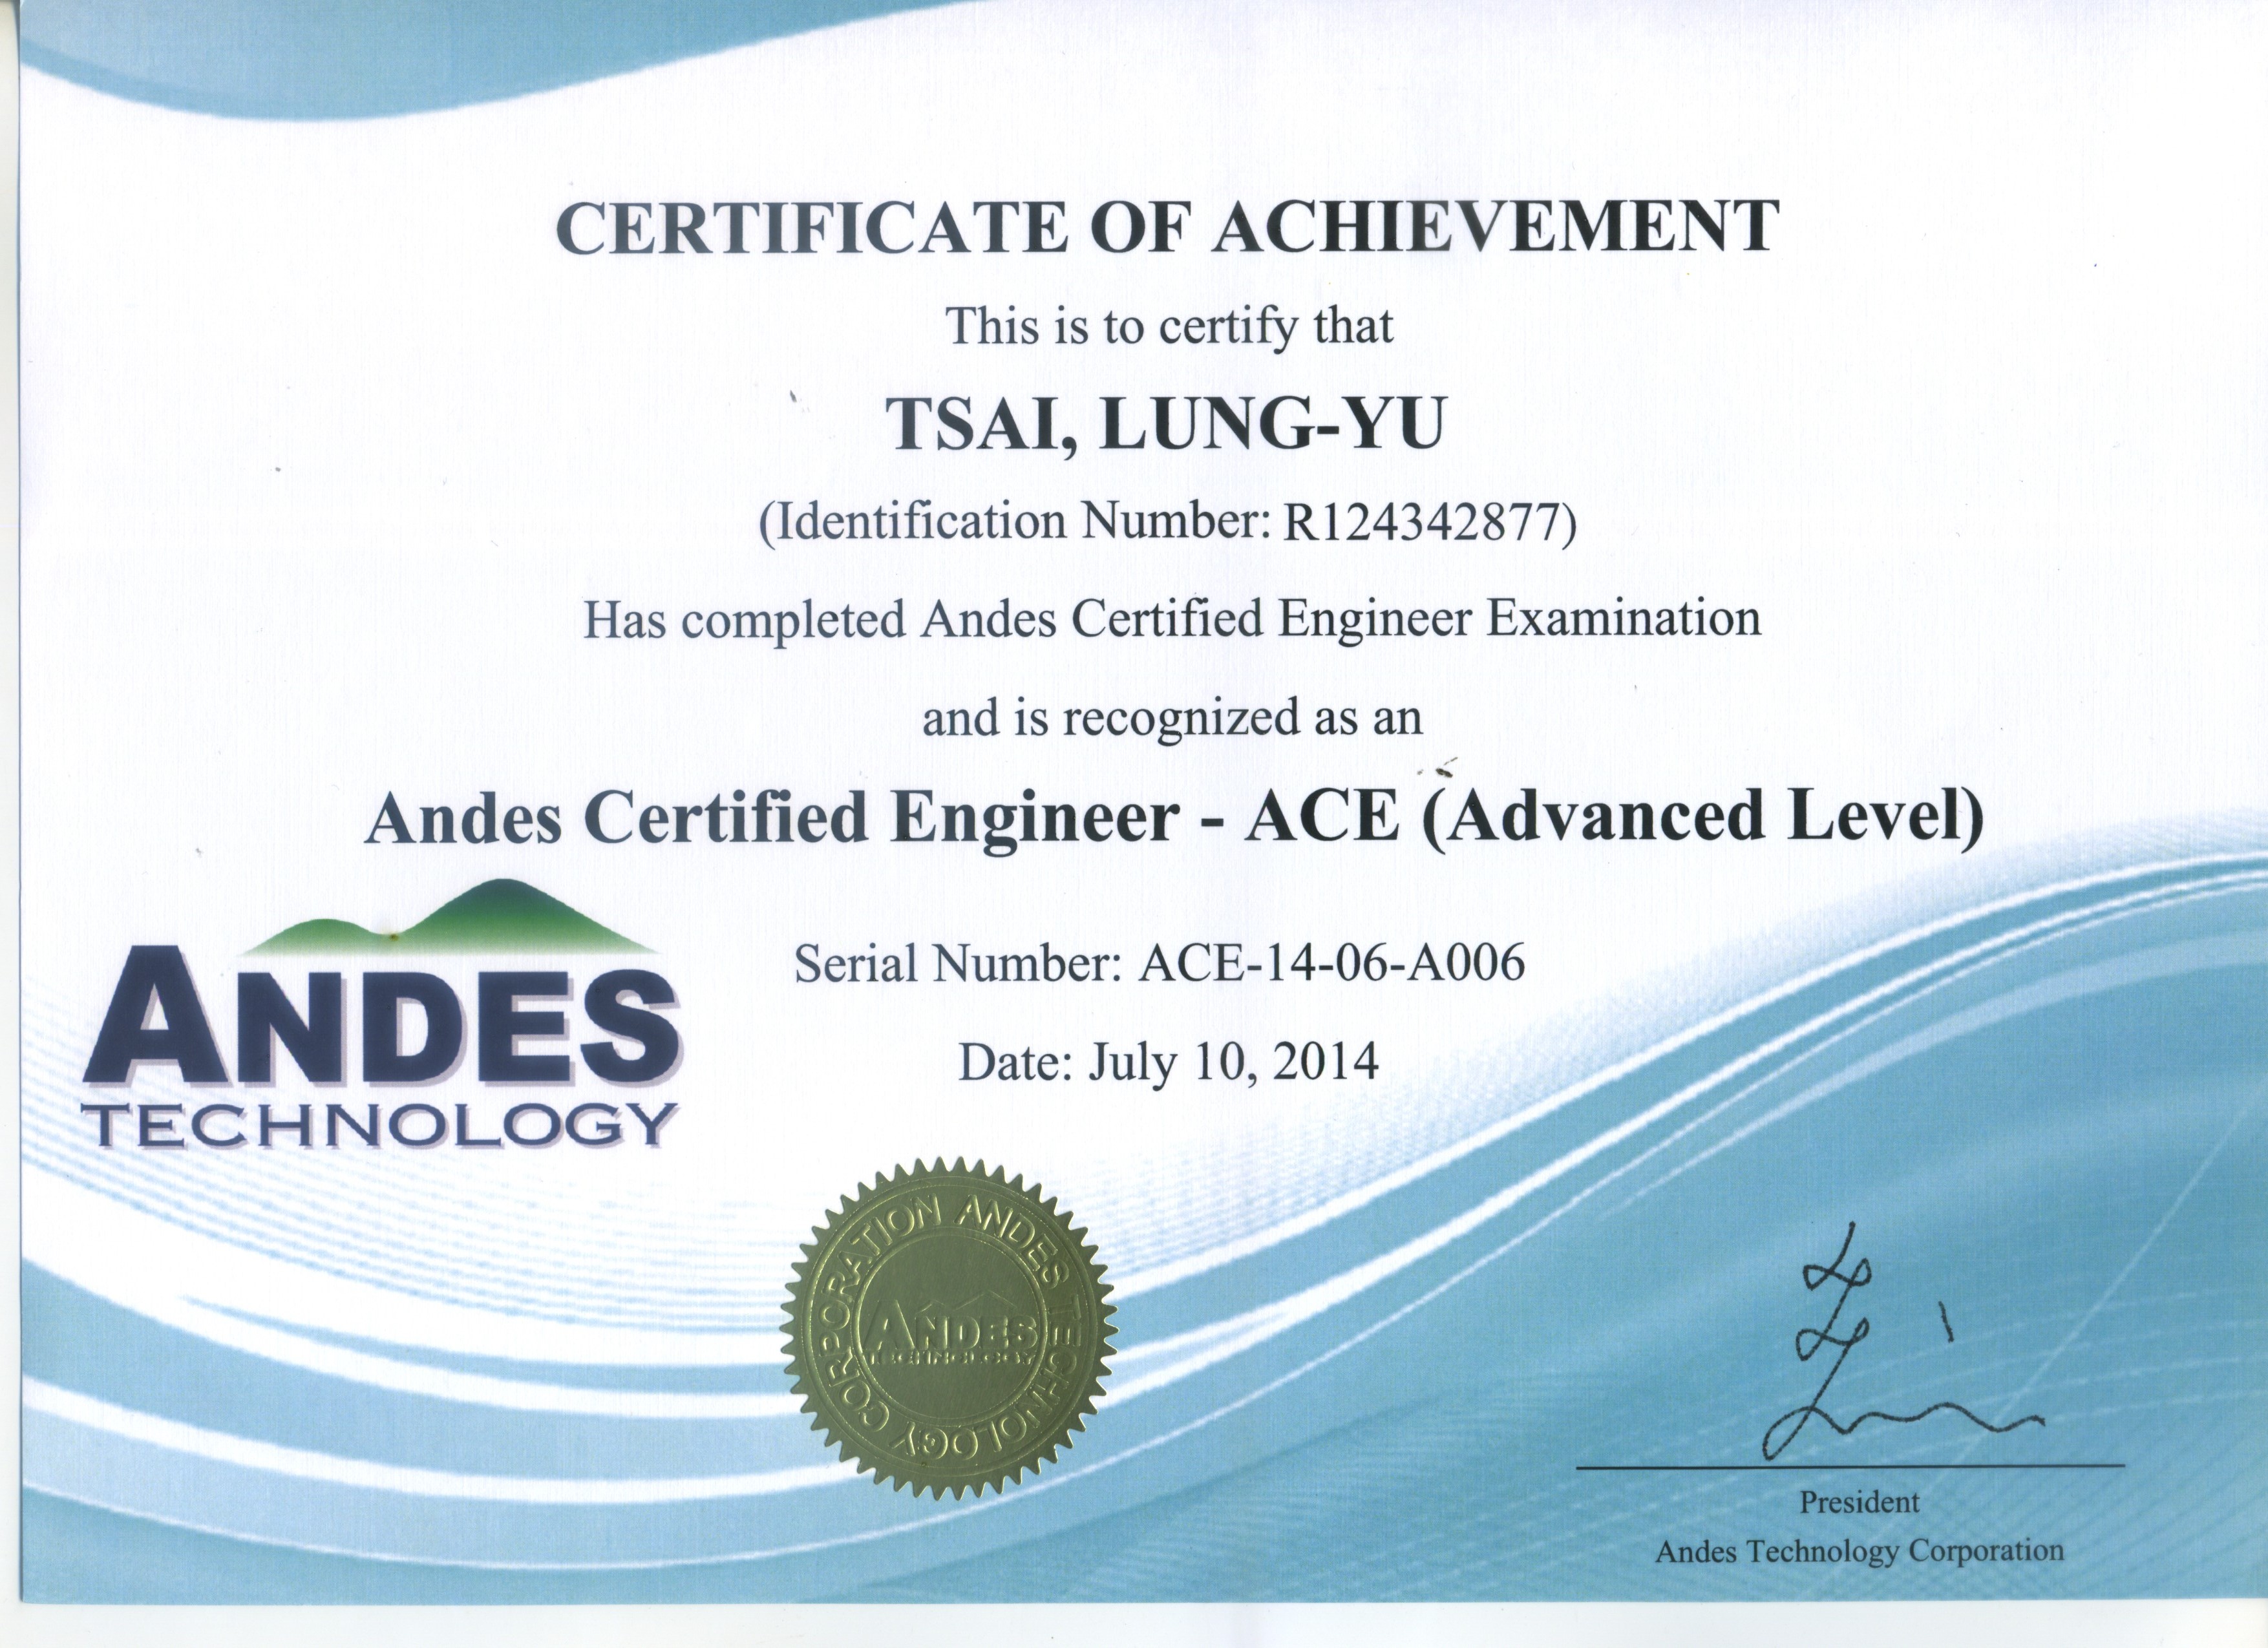 CERTIFICATE OF ACHIEVEMENT
This is to certify that
TSAI, LUNG-YU
(Identification Number: R124342877)
Has completed Andes Certified Engineer Examination
and is recognized as an
Andes Certified Engineer - ACE (Advanced Level)
ANDES
TECHNOLOGY
Serial Number: ACE-14-06-A006
Date: July 10, 2014
ANDES TECHNOLOGY CORPORATION
ANDES
TECHNOLOGY
President
Andes Technology Corporation